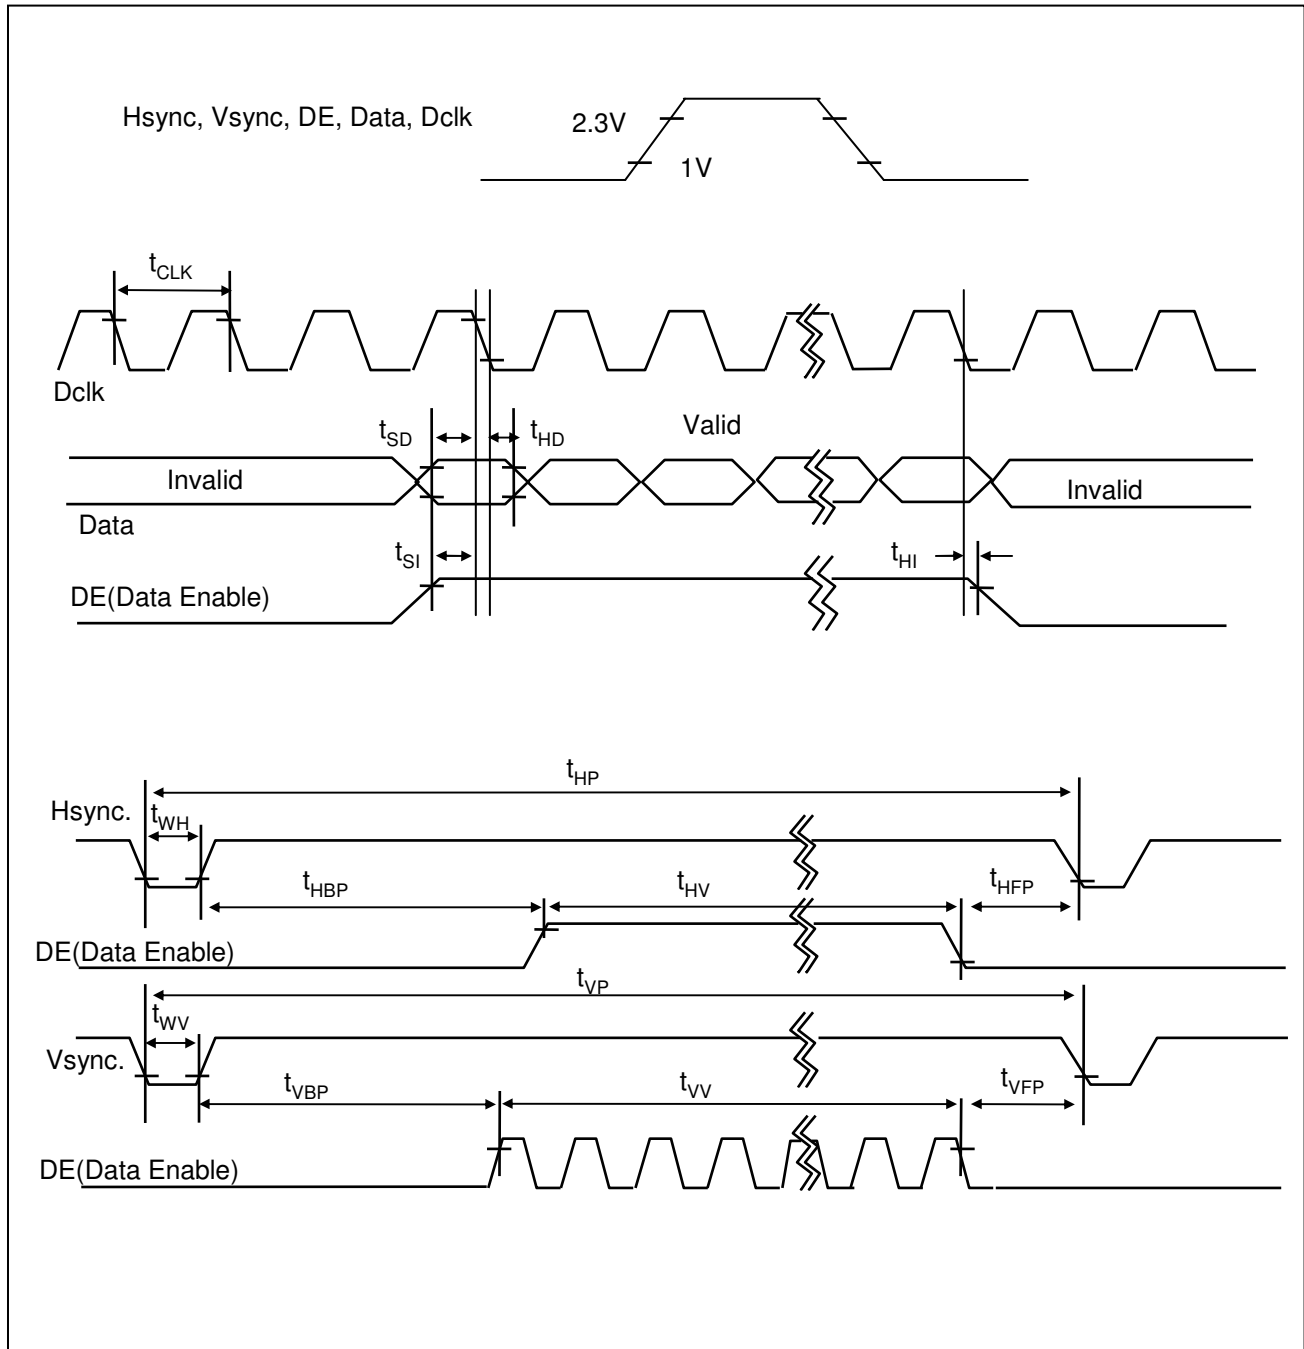 Hsync, Vsync, DE, Data, Dclk
2.3V
1V
tCLK
Dclk
tSD
tHD
Valid
Invalid
Invalid
Data
tSI
tHI
DE(Data Enable)
tHP
Hsync.
tWH
tHBP
tHV
tHFP
DE(Data Enable)
tVP
tWV
Vsync.
tVBP
tVV
tVFP
DE(Data Enable)